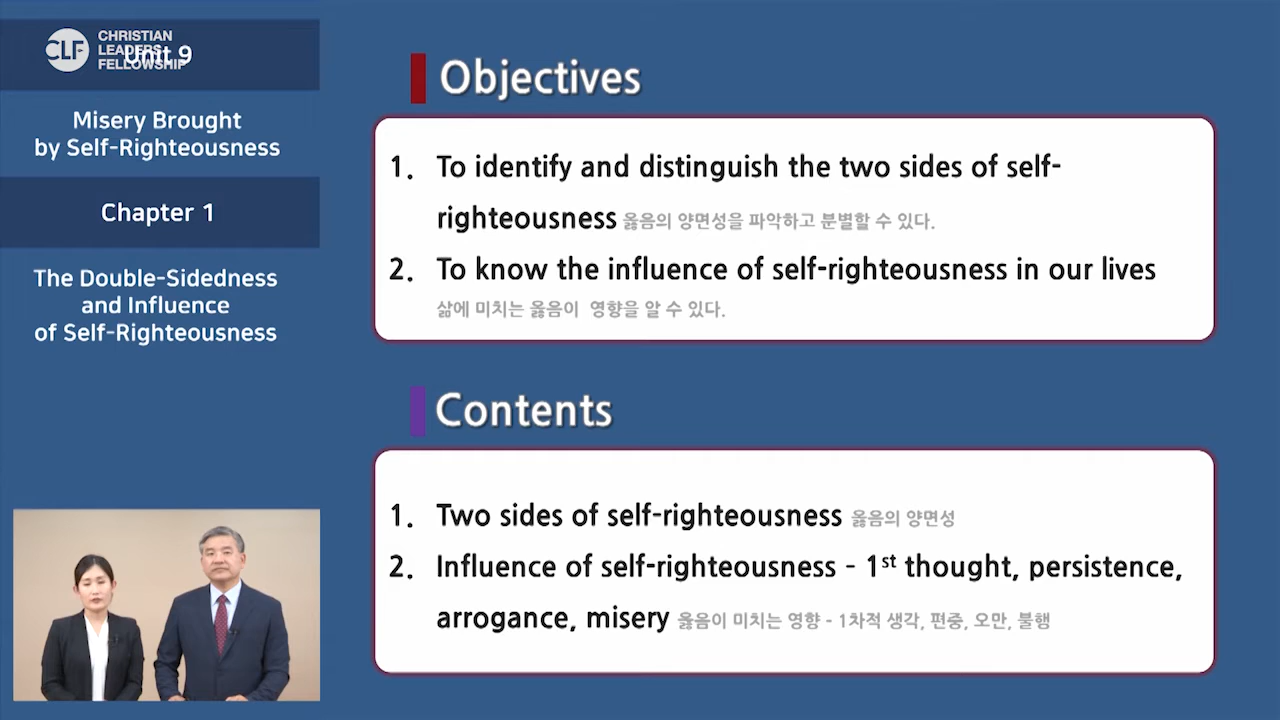 CLF
CHRISTIAN
LEADERS
FELLOWSHIP
Unit 9
Misery Brought
by Self-Righteousness
Chapter 1
The Double-Sidedness
and Influence
of Self-Righteousness
Objectives
1. To identify and distinguish the two sides of self-
righteousness 옳음의 양면성을 파악하고 분별할 수 있다.
2. To know the influence of self-righteousness in our lives
삶에 미치는 옳음이 영향을 알 수 있다.
Contents
1. Two sides of self-righteousness 옳음의 양면성
2. Influence of self-righteousness - 1st thought, persistence,
arrogance, misery 옳음이 미치는 영향 - 1차적 생각, 편중, 오만, 불행